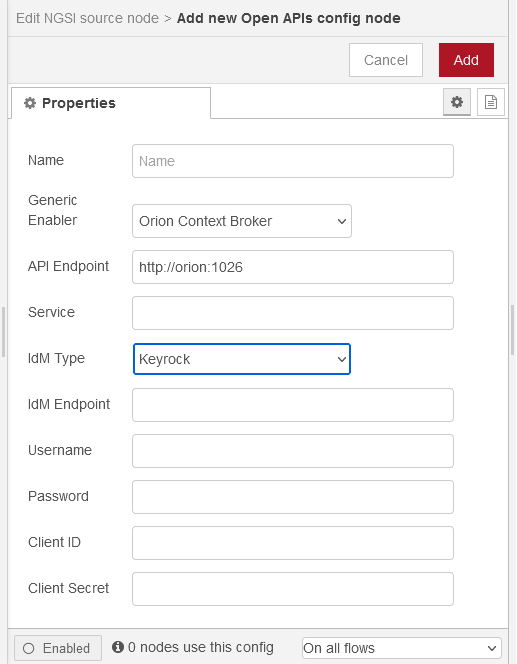 Edit NGSI source node > Add new Open APIs config node
Cancel
Add
Properties
Name
Name
Generic
Enabler
Orion Context Broker
API Endpoint
http://orion:1026
Service
IdM Type
Keyrock
IdM Endpoint
Username
Password
Client ID
Client Secret
Enabled
0 nodes use this config
On all flows